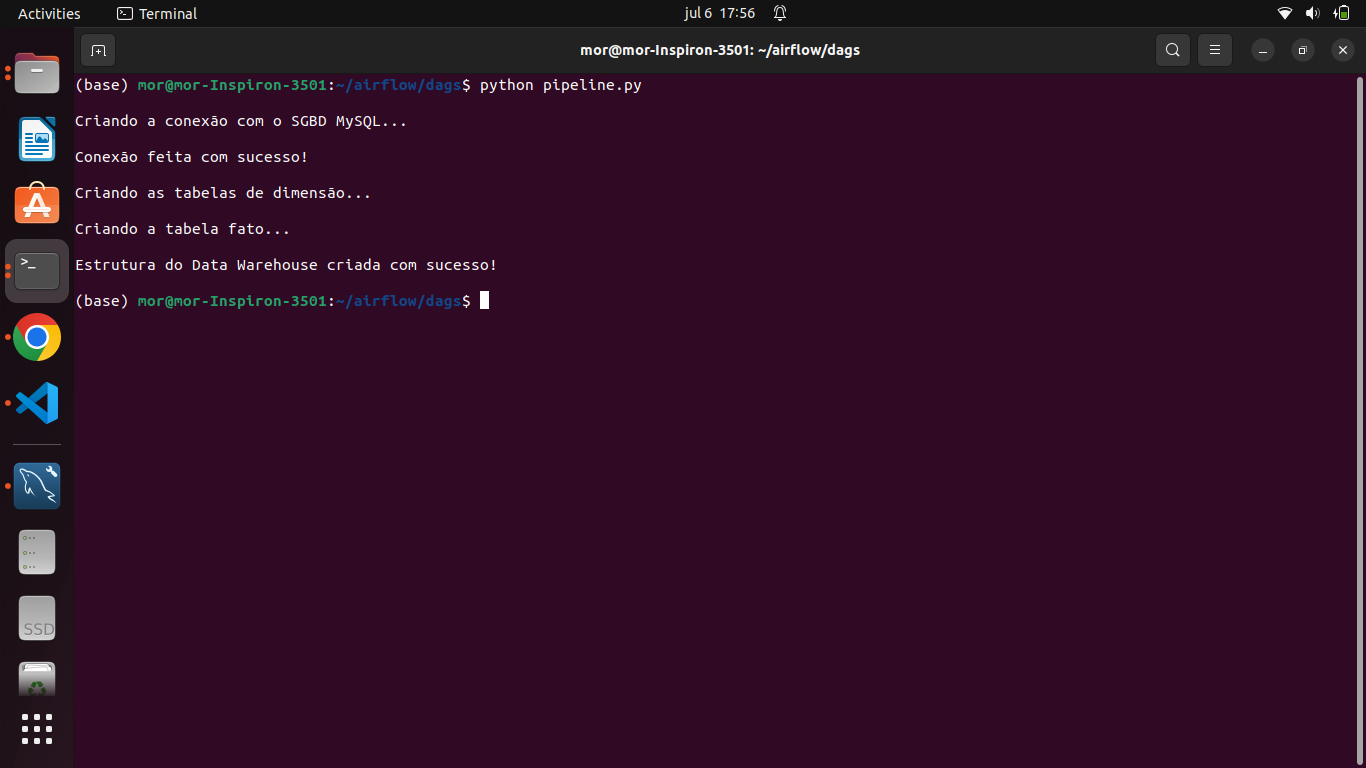 Activities Terminal jul 6 17:56
mor@mor-Inspiron-3501: ~/airflow/dags
(base) mor@mor-Inspiron-3501:~/airflow/dags$ python pipeline.py
Criando a conexão com o SGBD MySQL...
Conexão feita com sucesso!
Criando as tabelas de dimensão...
Criando a tabela fato...
Estrutura do Data Warehouse criada com sucesso!
(base) mor@mor-Inspiron-3501:~/airflow/dags$
SSD